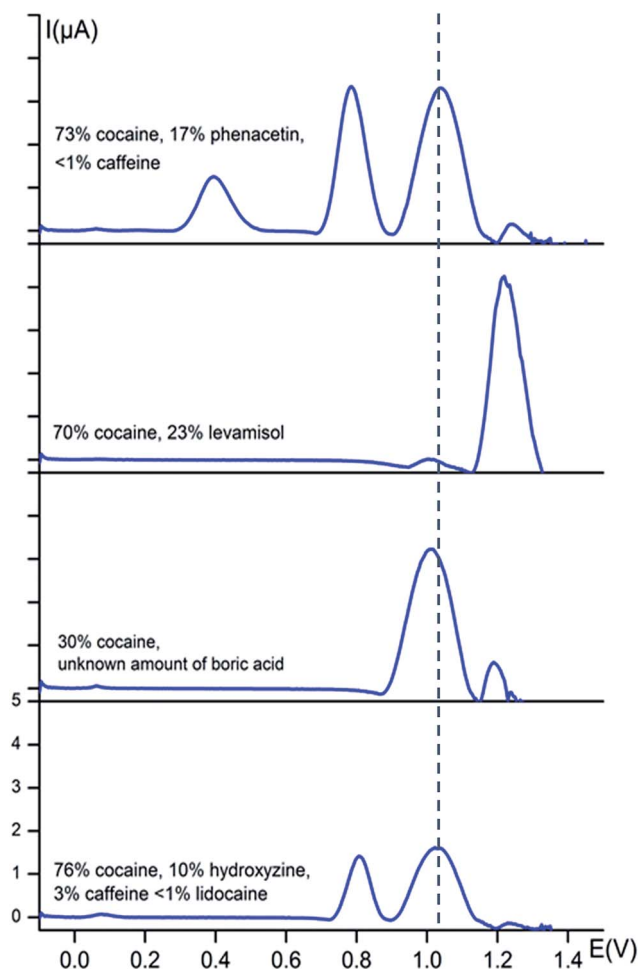 I(µA)
73% cocaine, 17% phenacetin,
<1% caffeine
70% cocaine, 23% levamisol
30% cocaine,
unknown amount of boric acid
5
4
3
2
1
0
76% cocaine, 10% hydroxyzine,
3% caffeine <1% lidocaine
0.0 0.2 0.4 0.6 0.8 1.0 1.2 1.4 E(V)